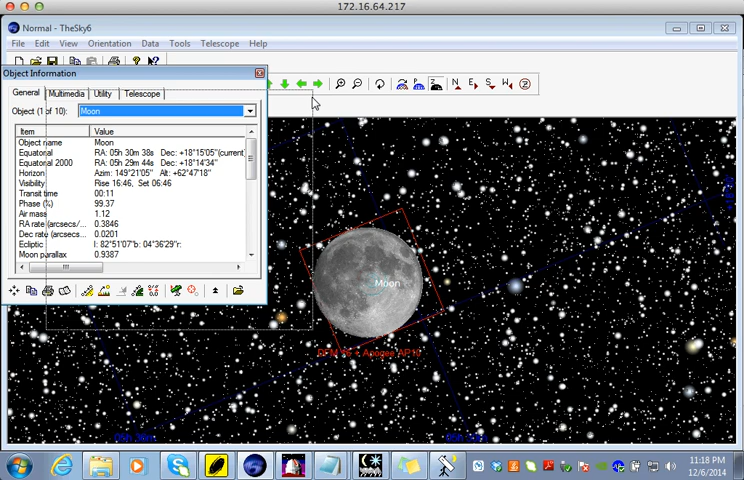 172.16.64.217
Normal - TheSky6
File Edit View Orientation Data Tools Telescope Help
Object Information
General Multimedia Utility Telescope
Object (1 of 10): Moon
Item Value
Object name Moon
Equatorial RA: 05h 30m 38s Dec: +18°15'05"(current)
Equatorial 2000 RA: 05h 29m 44s Dec: +18°14'34"
Horizon Azim: 149°21'05" Alt: +62°47'18"
Visibility Rise 16:46, Set 06:46
Transit time 00:11
Phase (%) 99.37
Air mass 1.12
RA rate (arcsecs/... 0.3846
Dec rate (arcsec... 0.0201
Ecliptic l: 82°51'07" b: 04°36'29" r:
Moon parallax 0.9387
N E S W Z
Moon
11:18 PM
12/6/2014